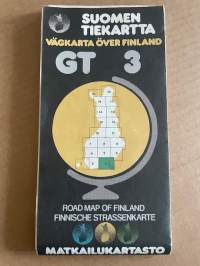 SUOMEN
TIEKARTTA
VÄGKARTA ÖVER FINLAND
GT 3
ROAD MAP OF FINLAND
FINNISCHE STRASSENKARTE
MATKAILUKARTASTO